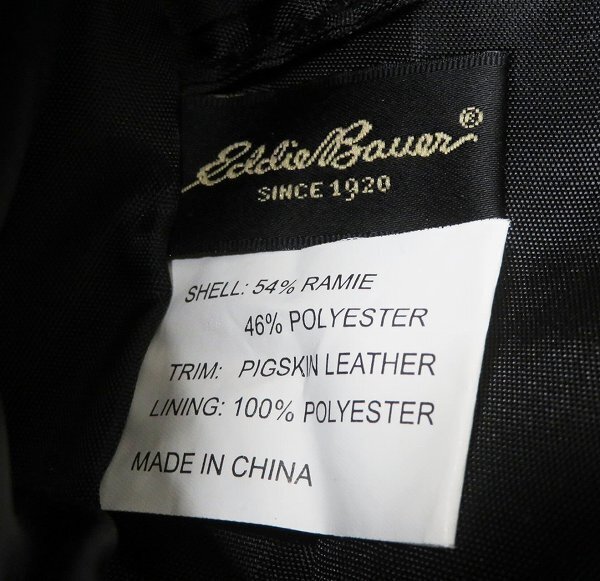 Eddie Bauer®
SINCE 1920
SHELL: 54% RAMIE
46% POLYESTER
TRIM: PIGSKIN LEATHER
LINING: 100% POLYESTER
MADE IN CHINA